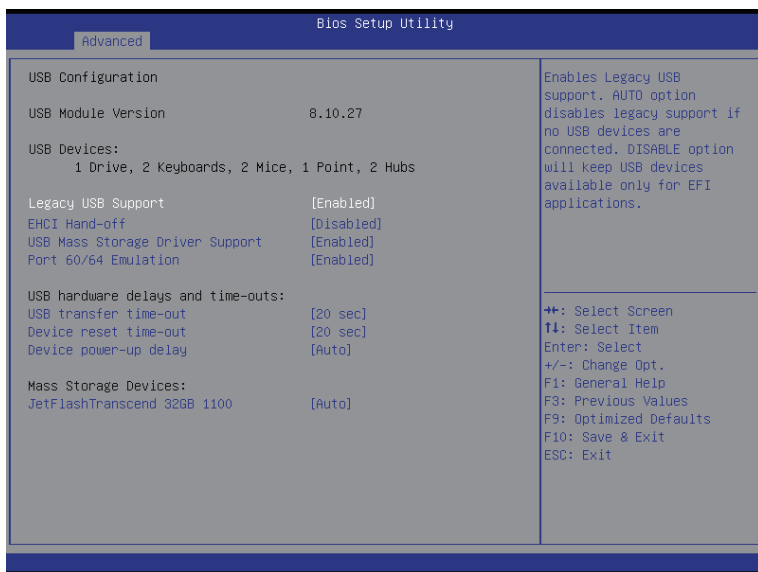 Bios Setup Utility
Advanced
USB Configuration
USB Module Version 8.10.27
USB Devices:
1 Drive, 2 Keyboards, 2 Mice, 1 Point, 2 Hubs
Legacy USB Support [Enabled]
EHCI Hand-off [Disabled]
USB Mass Storage Driver Support [Enabled]
Port 60/64 Emulation [Enabled]
USB hardware delays and time-outs:
USB transfer time-out [20 sec]
Device reset time-out [20 sec]
Device power-up delay [Auto]
Mass Storage Devices:
JetFlashTranscend 32GB 1100 [Auto]
Enables Legacy USB
support. AUTO option
disables legacy support if
no USB devices are
connected. DISABLE option
will keep USB devices
available only for EFI
applications.
→←: Select Screen
↑↓: Select Item
Enter: Select
+/-: Change Opt.
F1: General Help
F3: Previous Values
F9: Optimized Defaults
F10: Save & Exit
ESC: Exit